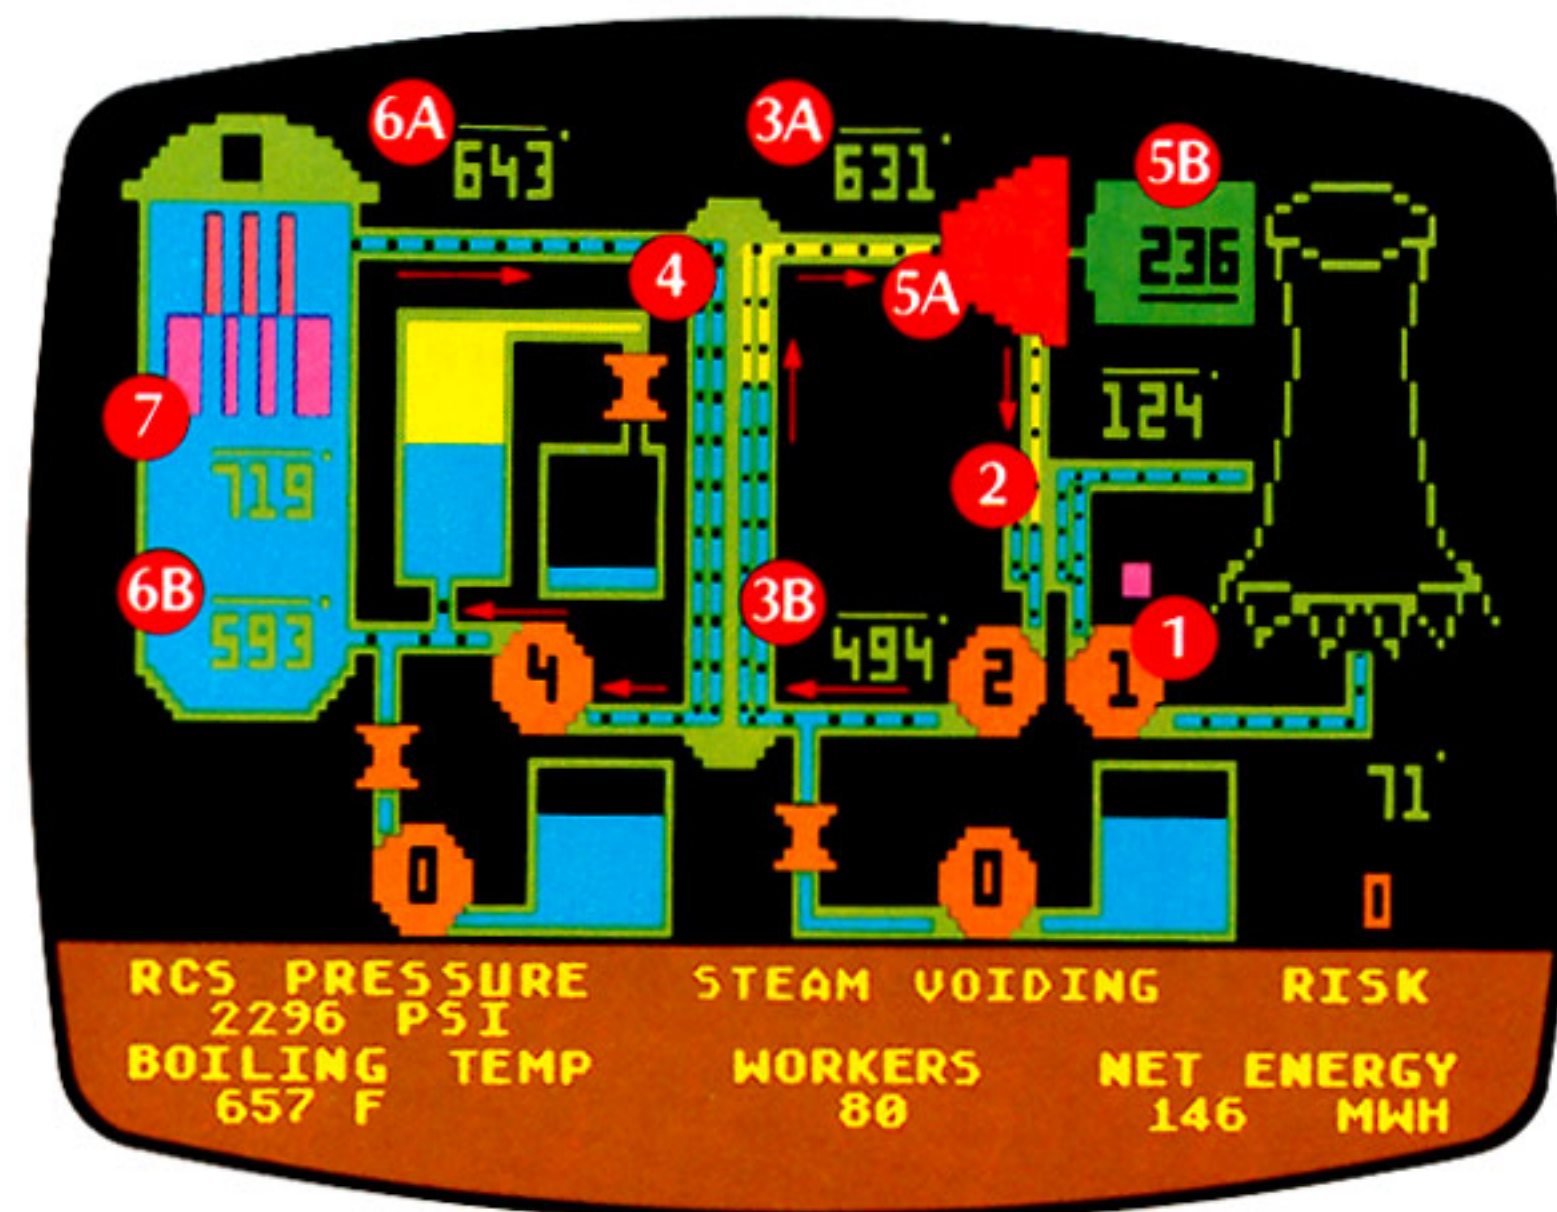 6A
643°
3A
631°
5B
236
4
5A
124°
7
2
719°
6B
593°
3B
494°
1
4
2
1
71°
0
0
0
RCS PRESSURE
2296 PSI
STEAM VOIDING
RISK
BOILING TEMP
657 F
WORKERS
80
NET ENERGY
146 MWH